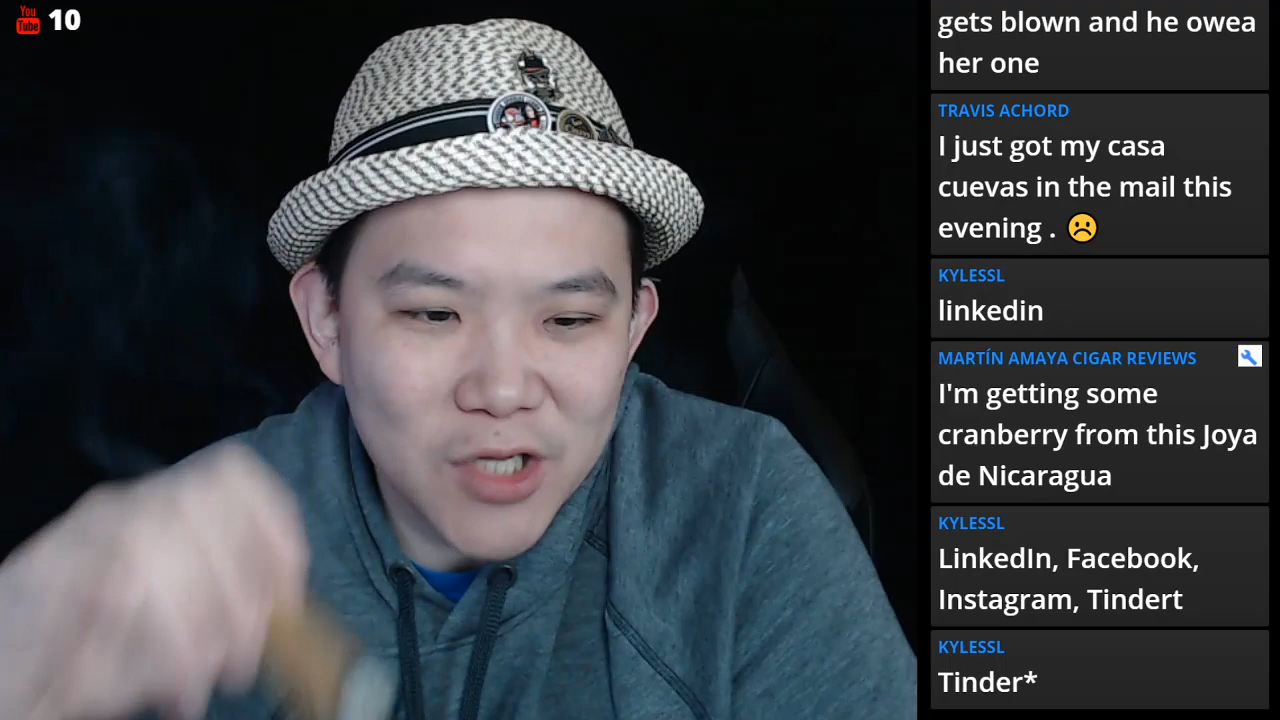 You
Tube
10
gets blown and he owea
her one
TRAVIS ACHORD
I just got my casa
cuevas in the mail this
evening . ☹️
KYLESSL
linkedin
MARTÍN AMAYA CIGAR REVIEWS
I'm getting some
cranberry from this Joya
de Nicaragua
KYLESSL
LinkedIn, Facebook,
Instagram, Tindert
KYLESSL
Tinder*